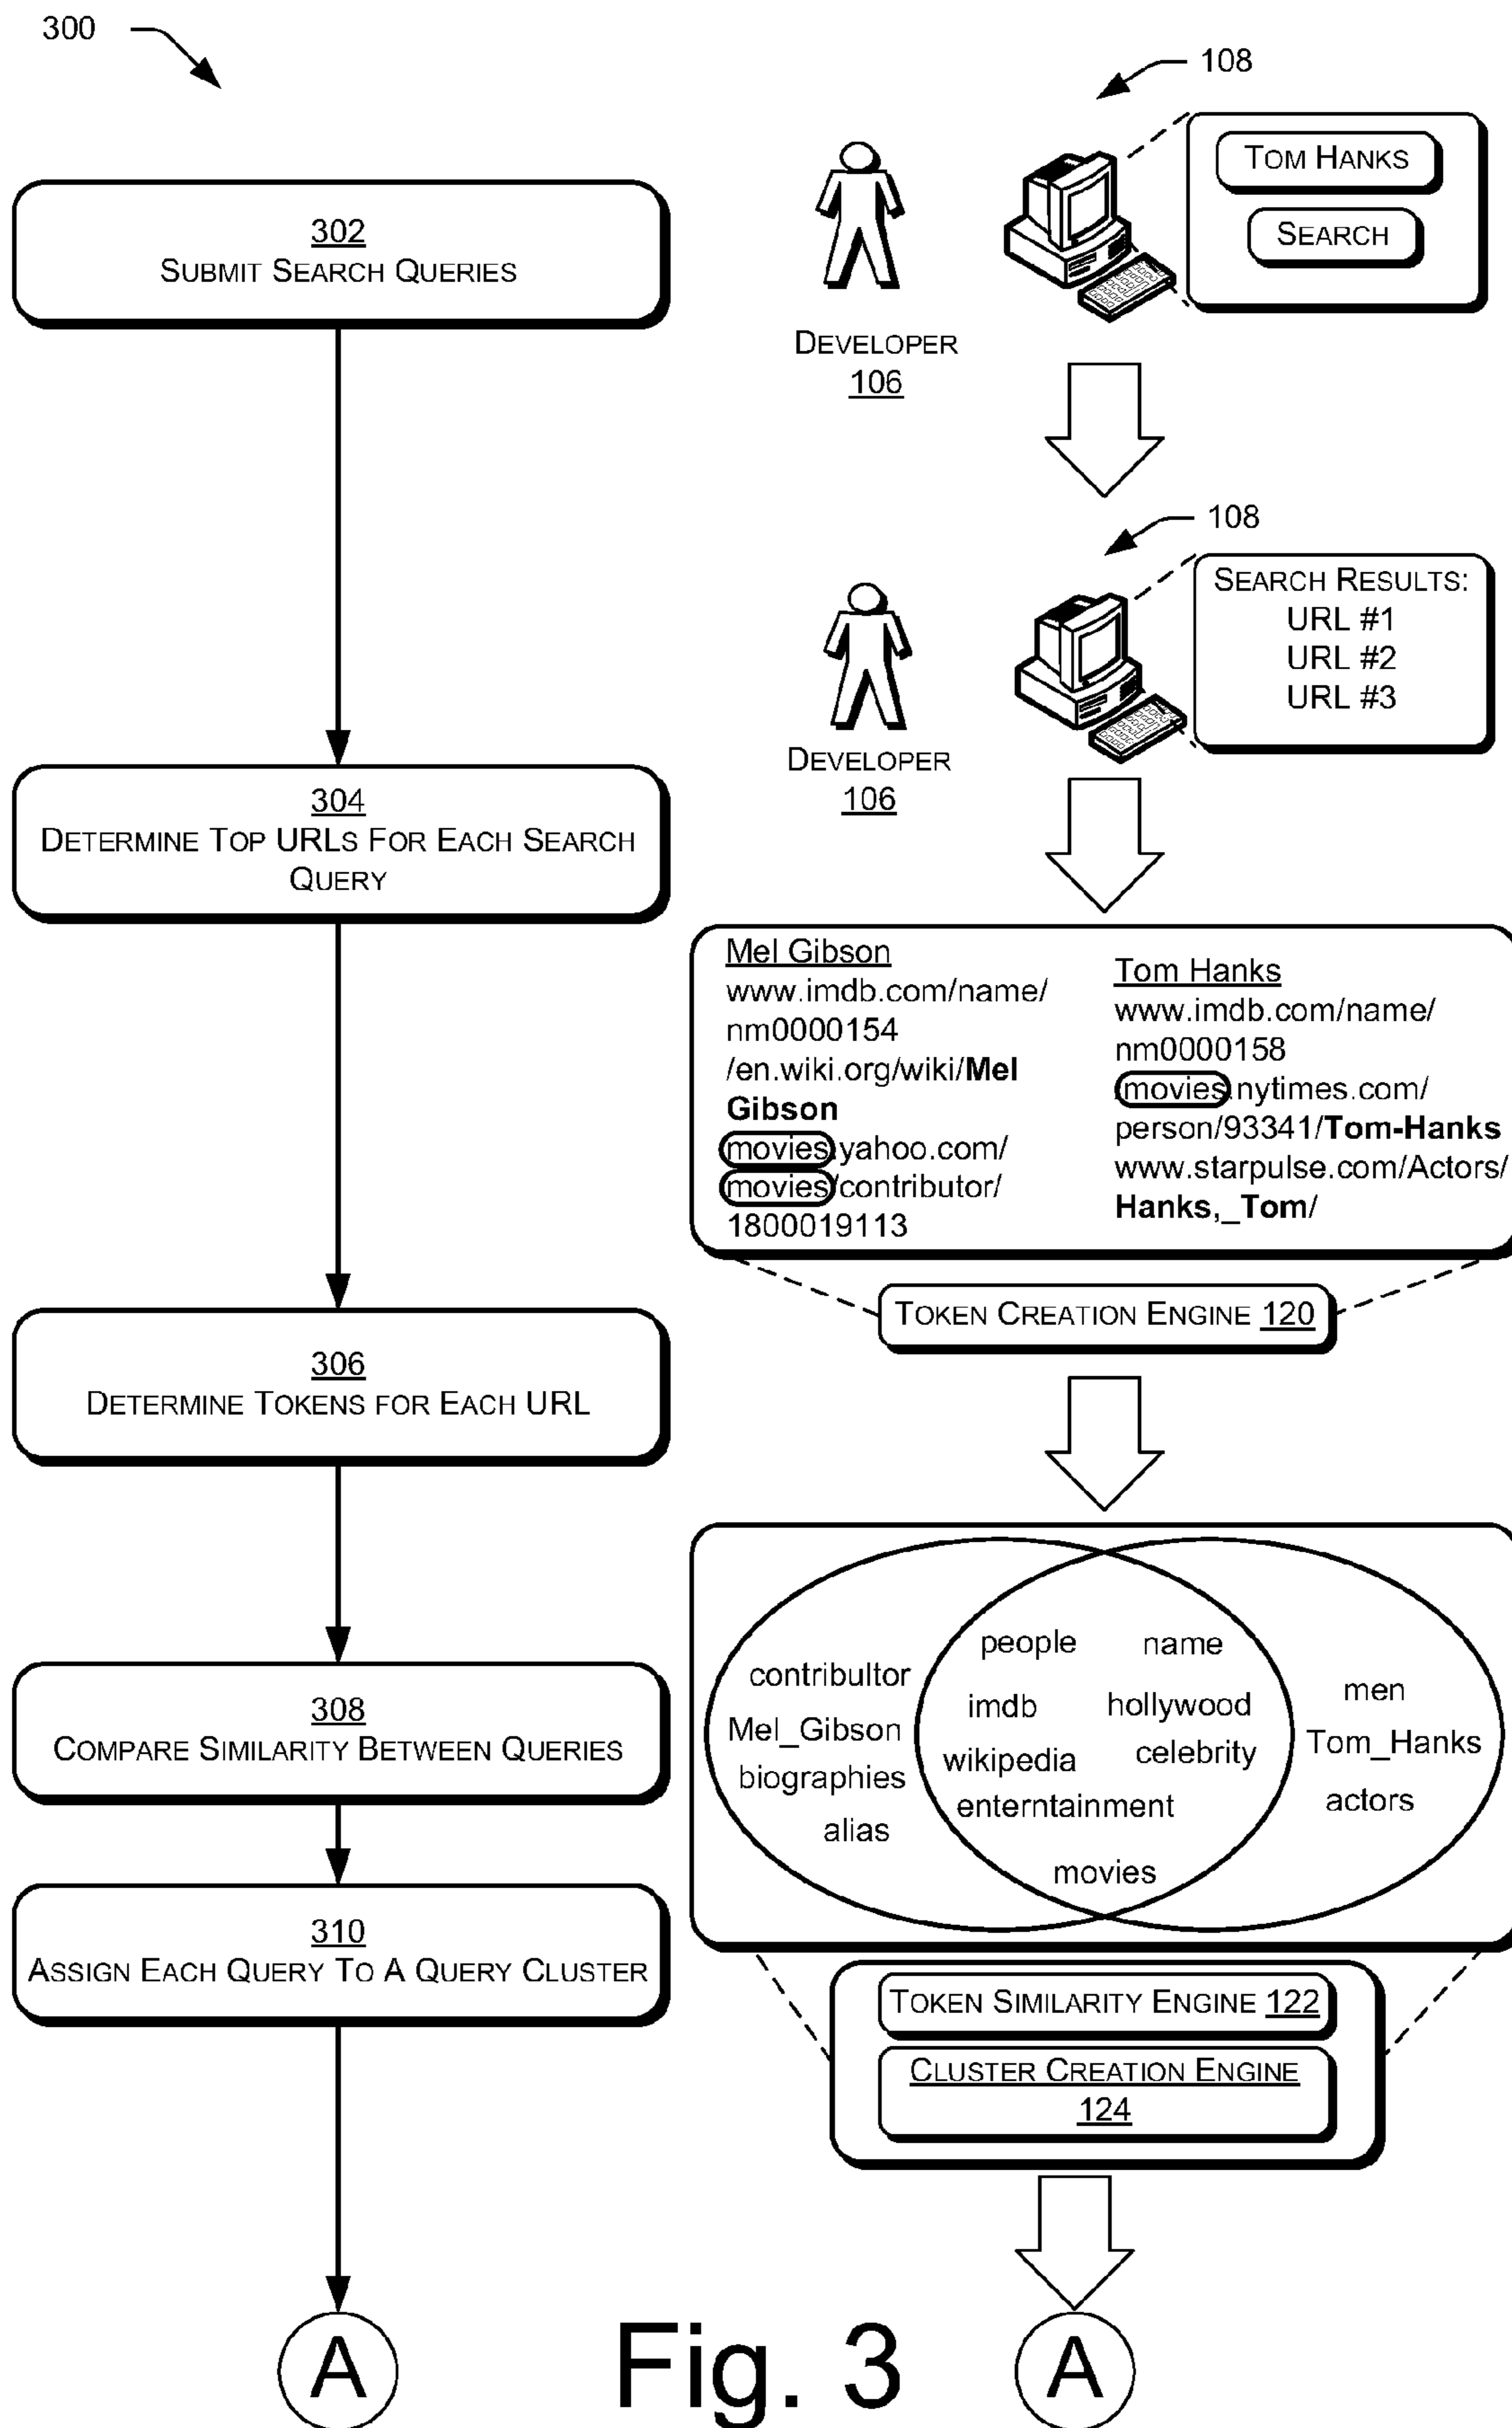 300
302
SUBMIT SEARCH QUERIES
304
DETERMINE TOP URLS FOR EACH SEARCH
QUERY
306
DETERMINE TOKENS FOR EACH URL
308
COMPARE SIMILARITY BETWEEN QUERIES
310
ASSIGN EACH QUERY TO A QUERY CLUSTER
A
108
TOM HANKS
SEARCH
DEVELOPER
106
108
SEARCH RESULTS:
URL #1
URL #2
URL #3
DEVELOPER
106
Mel Gibson
www.imdb.com/name/
nm0000154
/en.wiki.org/wiki/Mel
Gibson
movies.yahoo.com/
movies/contributor/
1800019113
Tom Hanks
www.imdb.com/name/
nm0000158
movies.nytimes.com/
person/93341/Tom-Hanks
www.starpulse.com/Actors/
Hanks,_Tom/
TOKEN CREATION ENGINE 120
contribultor
Mel_Gibson
biographies
alias
people name
imdb hollywood
wikipedia celebrity
enterntainment
movies
men
Tom_Hanks
actors
TOKEN SIMILARITY ENGINE 122
CLUSTER CREATION ENGINE
124
A
Fig. 3